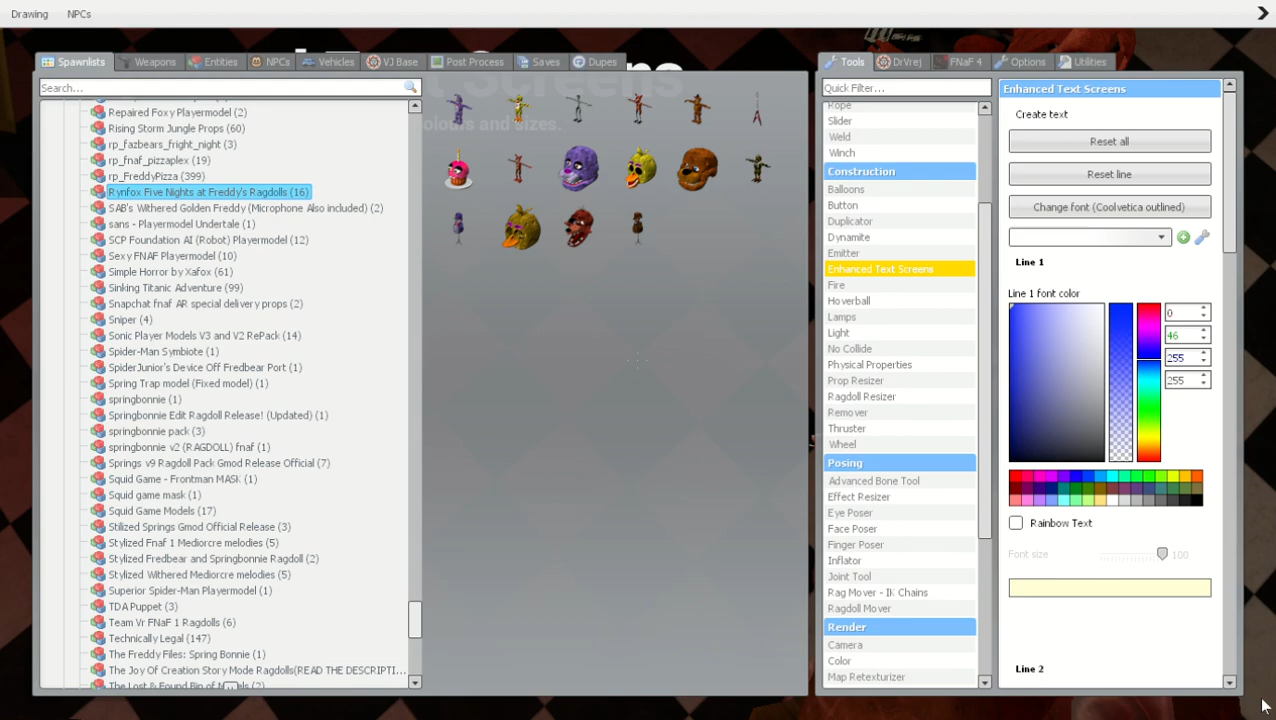 Drawing NPCs
Spawnlists Weapons Entities NPCs Vehicles VJ Base Post Process Saves Dupes
Tools DrVrej FNaF 4 Options Utilities
Search...
Repaired Foxy Playermodel (2)
Rising Storm Jungle Props (60)
rp_fazbears_fright_night (3)
rp_fnaf_pizzaplex (19)
rp_FreddyPizza (399)
Rynfox Five Nights at Freddy's Ragdolls (16)
SAB's Withered Golden Freddy (Microphone Also included) (2)
sans - Playermodel Undertale (1)
SCP Foundation AI (Robot) Playermodel (12)
Sexy FNAF Playermodel (1)
Simple Horror by Xafox (61)
Sinking Titanic Adventure (99)
Snapchat fnaf AR special delivery props (2)
Sniper (4)
Sonic Player Models V3 and V2 RePack (14)
Spider-Man Symbiote (1)
SpiderJunior's Device Off Fredbear Port (1)
Spring Trap model (Fixed model) (1)
springbonnie (1)
Springbonnie Edit Ragdoll Release! (Updated) (1)
springbonnie pack (3)
springbonnie v2 (RAGDOLL) fnaf (1)
Springs v9 Ragdoll Pack Gmod Release Official (7)
Squid Game - Frontman MASK (1)
Squid game mask (1)
Squid Game Models (17)
Stilized Springs Gmod Official Release (3)
Stylized Fnaf 1 Mediorcre melodies (5)
Stylized Fredbear and Springbonnie Ragdoll (2)
Stylized Withered Mediorcre melodies (5)
Superior Spider-Man Playermodel (1)
TDA Puppet (3)
Team Vr FNaF 1 Ragdolls (6)
Technically Legal (147)
The Freddy Files: Spring Bonnie (1)
The Joy Of Creation Story Mode Ragdolls(READ THE DESCRIPTI...
t Screens
colours and sizes.
Quick Filter...
Rope
Slider
Weld
Winch
Construction
Balloons
Button
Duplicator
Dynamite
Emitter
Enhanced Text Screens
Fire
Hoverball
Lamps
Light
No Collide
Physical Properties
Prop Resizer
Ragdoll Resizer
Remover
Thruster
Wheel
Posing
Advanced Bone Tool
Effect Resizer
Eye Poser
Face Poser
Finger Poser
Inflator
Joint Tool
Rag Mover - IK Chains
Ragdoll Mover
Render
Camera
Color
Map Retexturizer
Enhanced Text Screens
Create text
Reset all
Reset line
Change font (Coolvetica outlined)
Line 1
Line 1 font color
0
46
255
255
Rainbow Text
Font size 100
Line 2